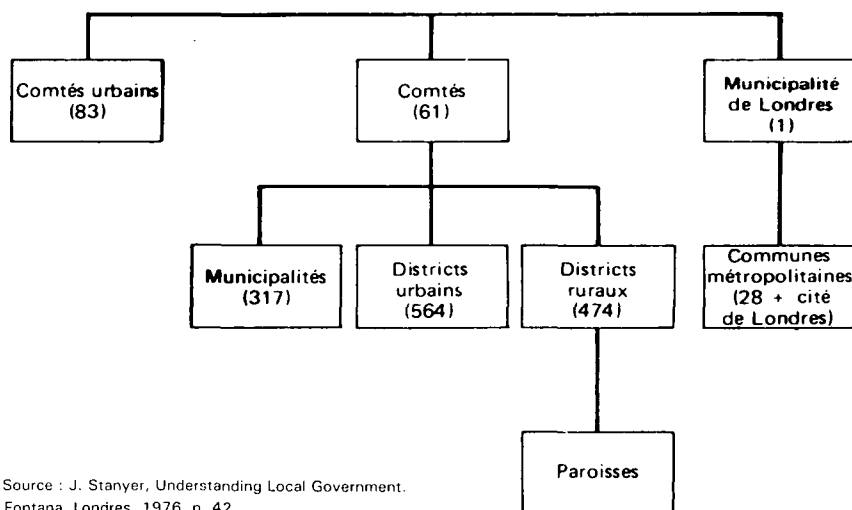 Comtés urbains
(83)
Comtés
(61)
Municipalité
de Londres
(1)
Municipalités
(317)
Districts
urbains
(564)
Districts
ruraux
(474)
Communes
métropolitaines
(28 + cité
de Londres)
Paroisses
Source : J. Stanyer, Understanding Local Government.
Fontana, Londres, 1976, p. 42